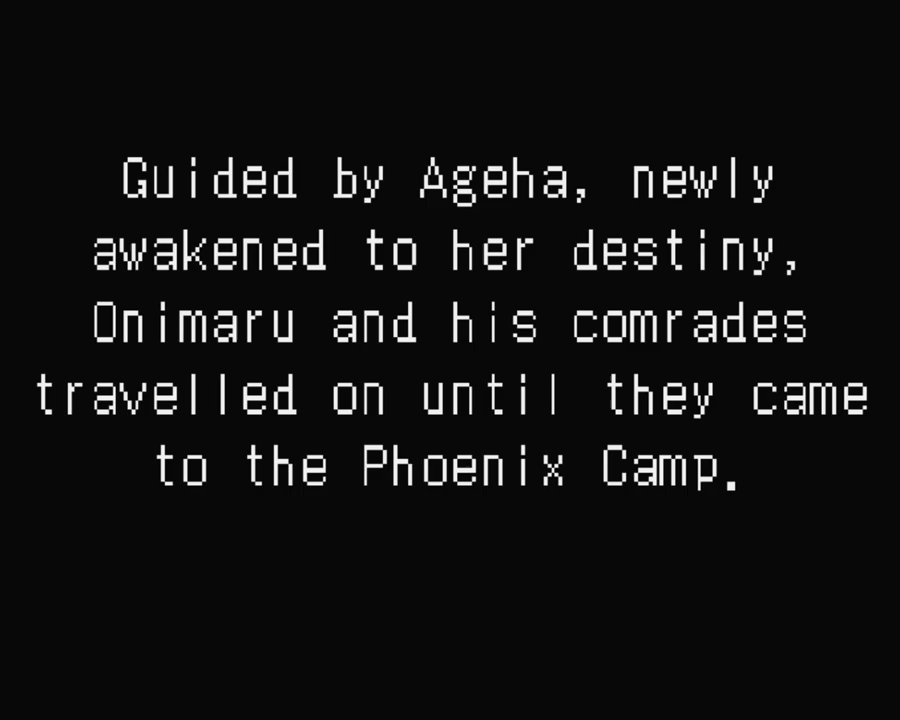 Guided by Ageha, newly
awakened to her destiny,
Onimaru and his comrades
travelled on until they came
to the Phoenix Camp.